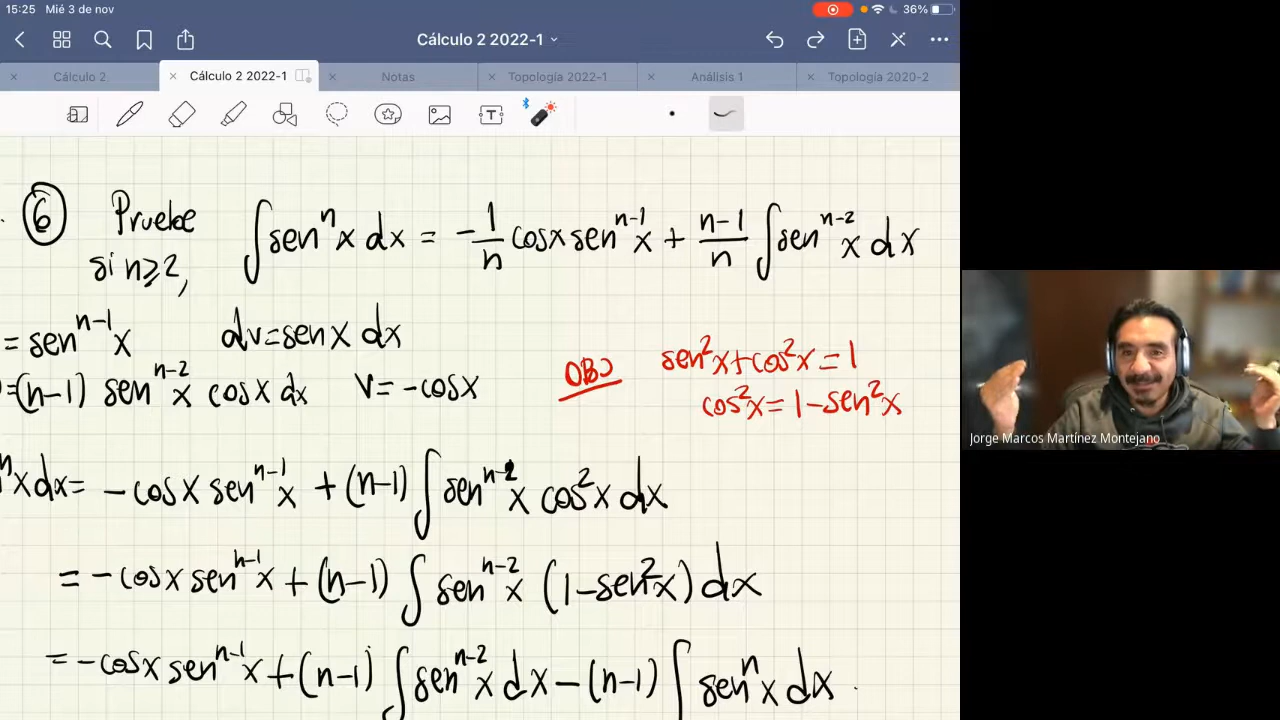 15:25 Mié 3 de nov 36%
Cálculo 2 2022-1
Cálculo 2 Cálculo 2 2022-1 Notas Topología 2022-1 Análisis 1 Topología 2020-2
⑥ Pruebe ∫senⁿx dx = -1/n cosx senⁿ⁻¹x + (n-1)/n ∫senⁿ⁻²x dx
si n≥2,
= senⁿ⁻¹x dv=senx dx
=(n-1) senⁿ⁻²x cosx dx v=-cosx
OBS sen²x+cos²x=1
cos²x=1-sen²x
ⁿxdx= -cosx senⁿ⁻¹x +(n-1)∫senⁿ⁻²x cos²x dx
= -cosx senⁿ⁻¹x +(n-1)∫senⁿ⁻²x (1-sen²x)dx
= -cosx senⁿ⁻¹x +(n-1)∫senⁿ⁻²x dx -(n-1)∫senⁿx dx.
Jorge Marcos Martínez Montejano